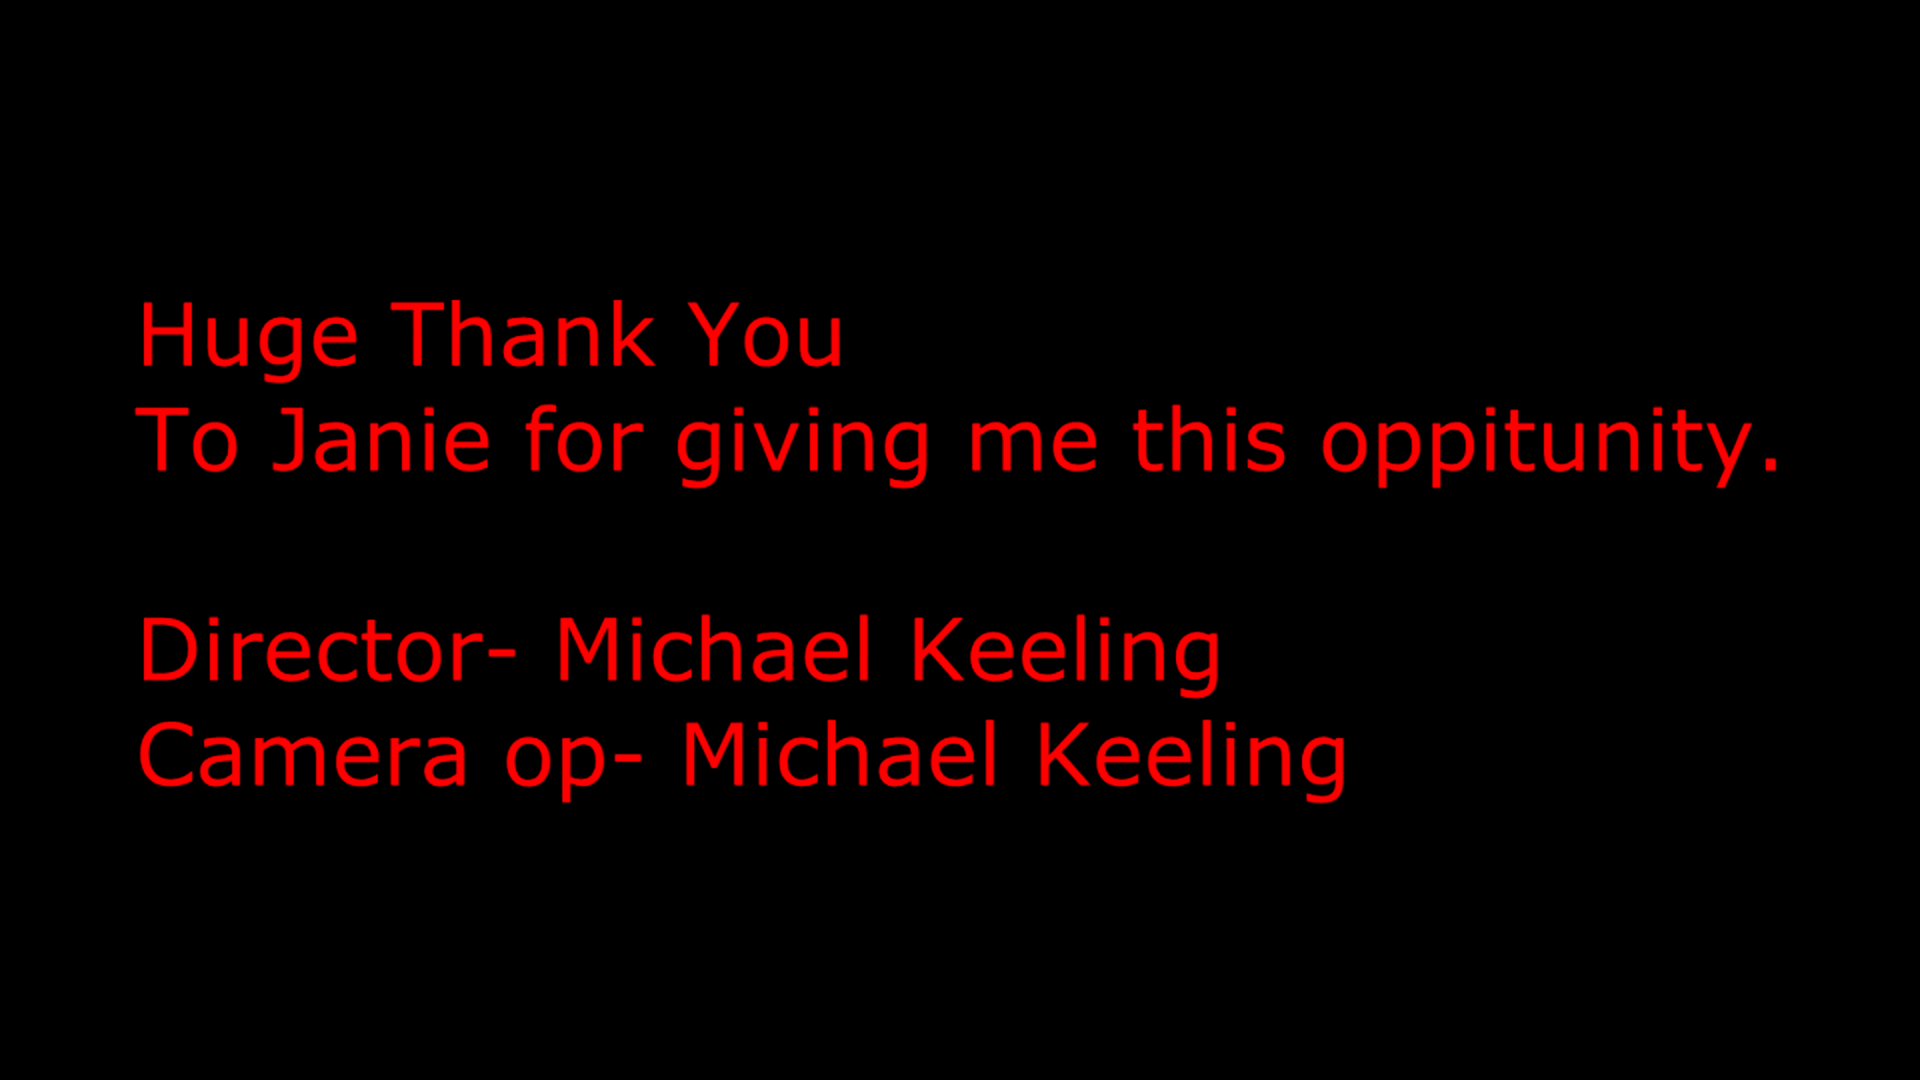 Huge Thank You
To Janie for giving me this oppitunity.
Director- Michael Keeling
Camera op- Michael Keeling